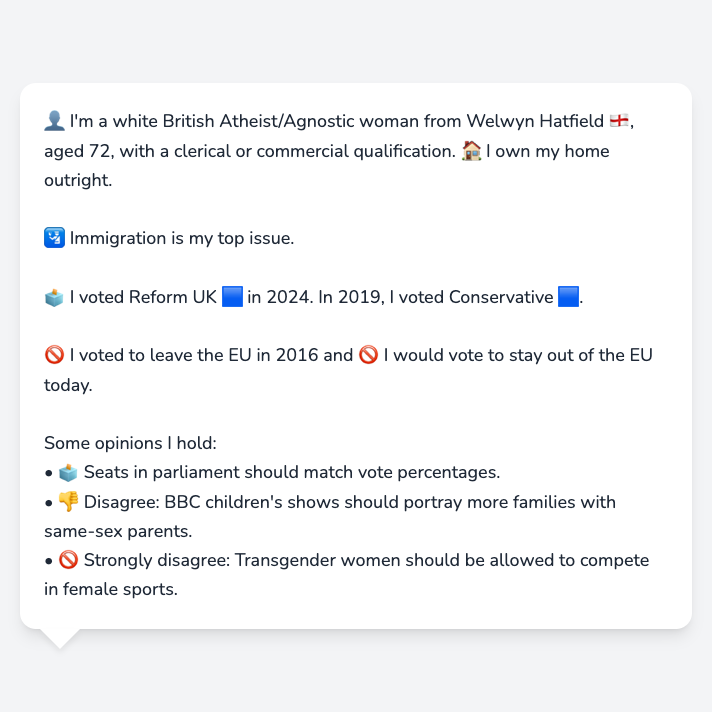 👤 I'm a white British Atheist/Agnostic woman from Welwyn Hatfield 🏴󠁧󠁢󠁥󠁮󠁧󠁿,
aged 72, with a clerical or commercial qualification. 🏠 I own my home
outright.
🛂 Immigration is my top issue.
🗳️ I voted Reform UK 🟦 in 2024. In 2019, I voted Conservative 🟦.
🚫 I voted to leave the EU in 2016 and 🚫 I would vote to stay out of the EU
today.
Some opinions I hold:
• 🗳️ Seats in parliament should match vote percentages.
• 👎 Disagree: BBC children's shows should portray more families with
same-sex parents.
• 🚫 Strongly disagree: Transgender women should be allowed to compete
in female sports.